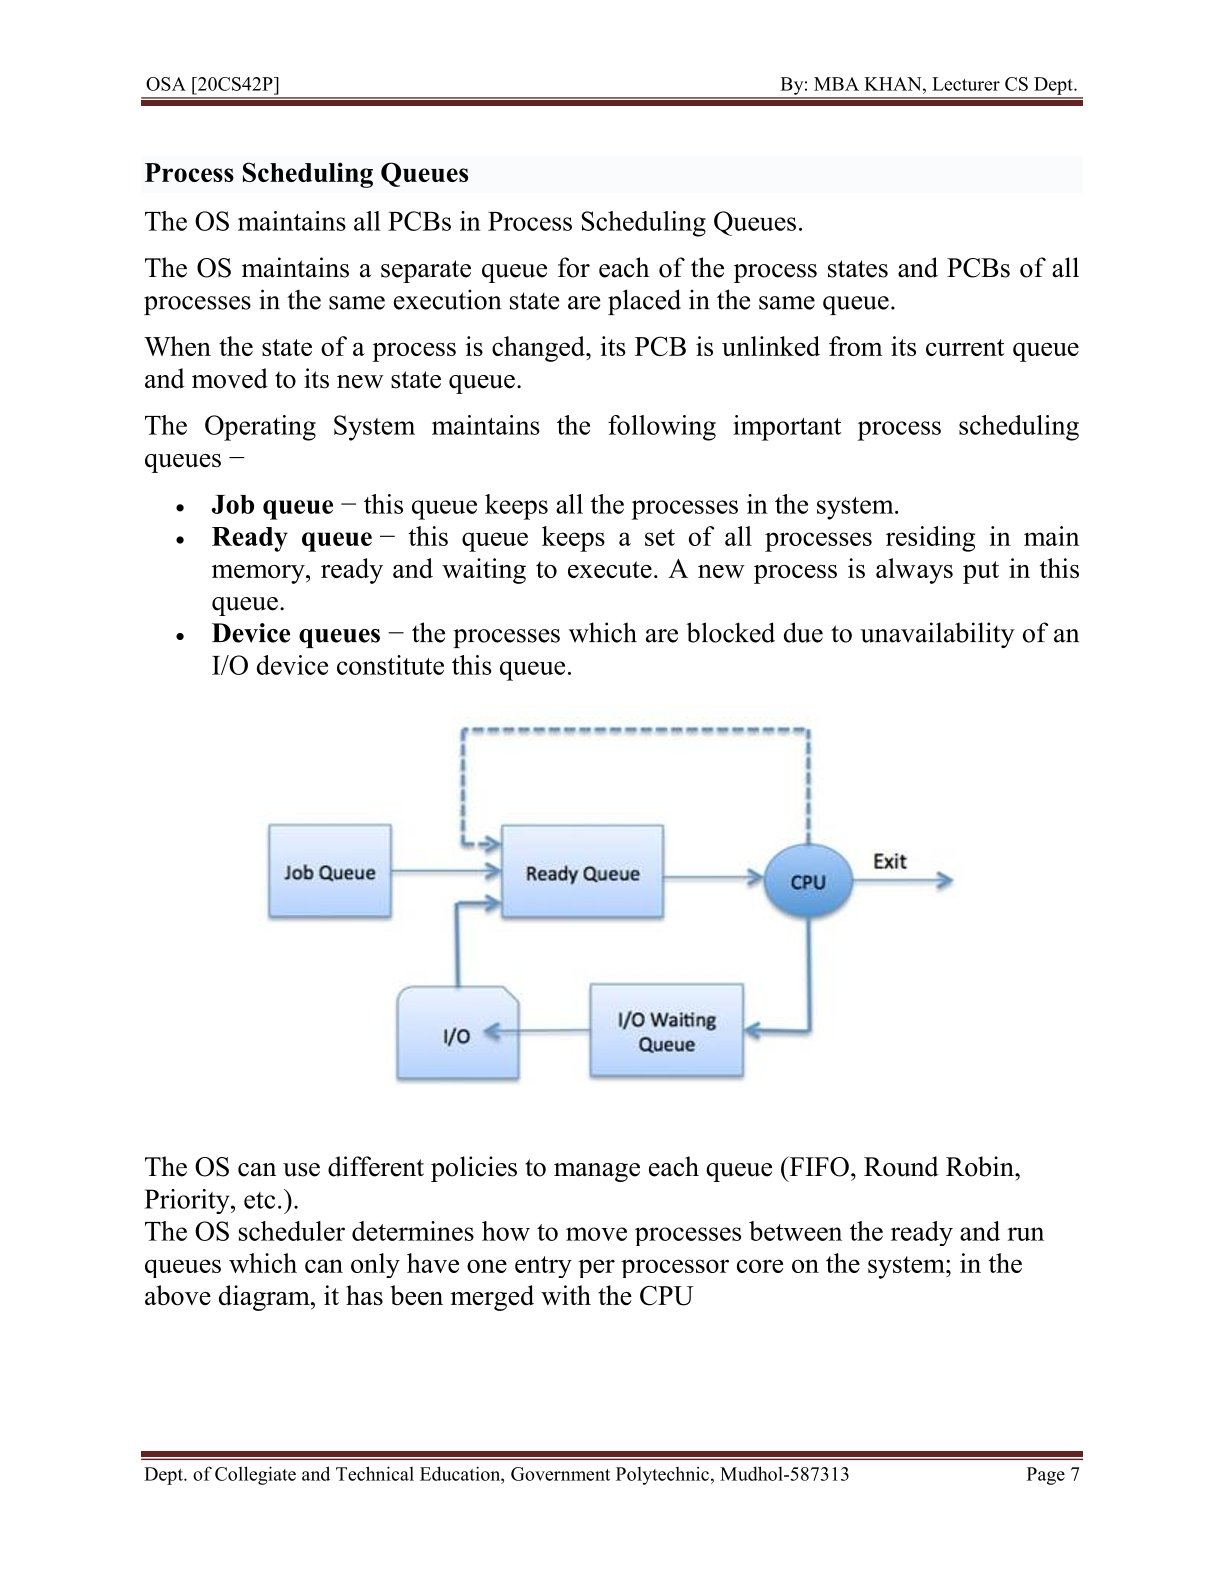 OSA [20CS42P] By: MBA KHAN, Lecturer CS Dept.
Process Scheduling Queues
The OS maintains all PCBs in Process Scheduling Queues.
The OS maintains a separate queue for each of the process states and PCBs of all
processes in the same execution state are placed in the same queue.
When the state of a process is changed, its PCB is unlinked from its current queue
and moved to its new state queue.
The Operating System maintains the following important process scheduling
queues −
• Job queue − this queue keeps all the processes in the system.
• Ready queue − this queue keeps a set of all processes residing in main
memory, ready and waiting to execute. A new process is always put in this
queue.
• Device queues − the processes which are blocked due to unavailability of an
I/O device constitute this queue.
Job Queue
Ready Queue
CPU
Exit
I/O
I/O Waiting
Queue
The OS can use different policies to manage each queue (FIFO, Round Robin,
Priority, etc.).
The OS scheduler determines how to move processes between the ready and run
queues which can only have one entry per processor core on the system; in the
above diagram, it has been merged with the CPU
Dept. of Collegiate and Technical Education, Government Polytechnic, Mudhol-587313 Page 7